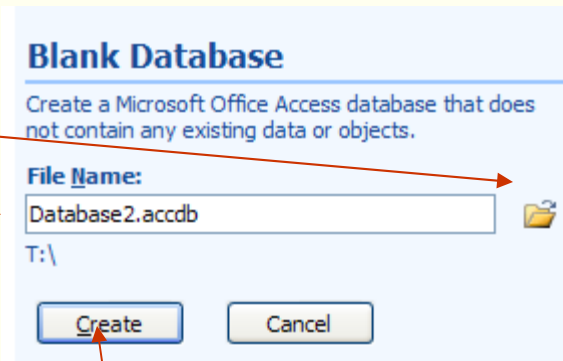 Blank Database
Create a Microsoft Office Access database that does
not contain any existing data or objects.
File Name:
Database2.accdb
T:\
Create
Cancel